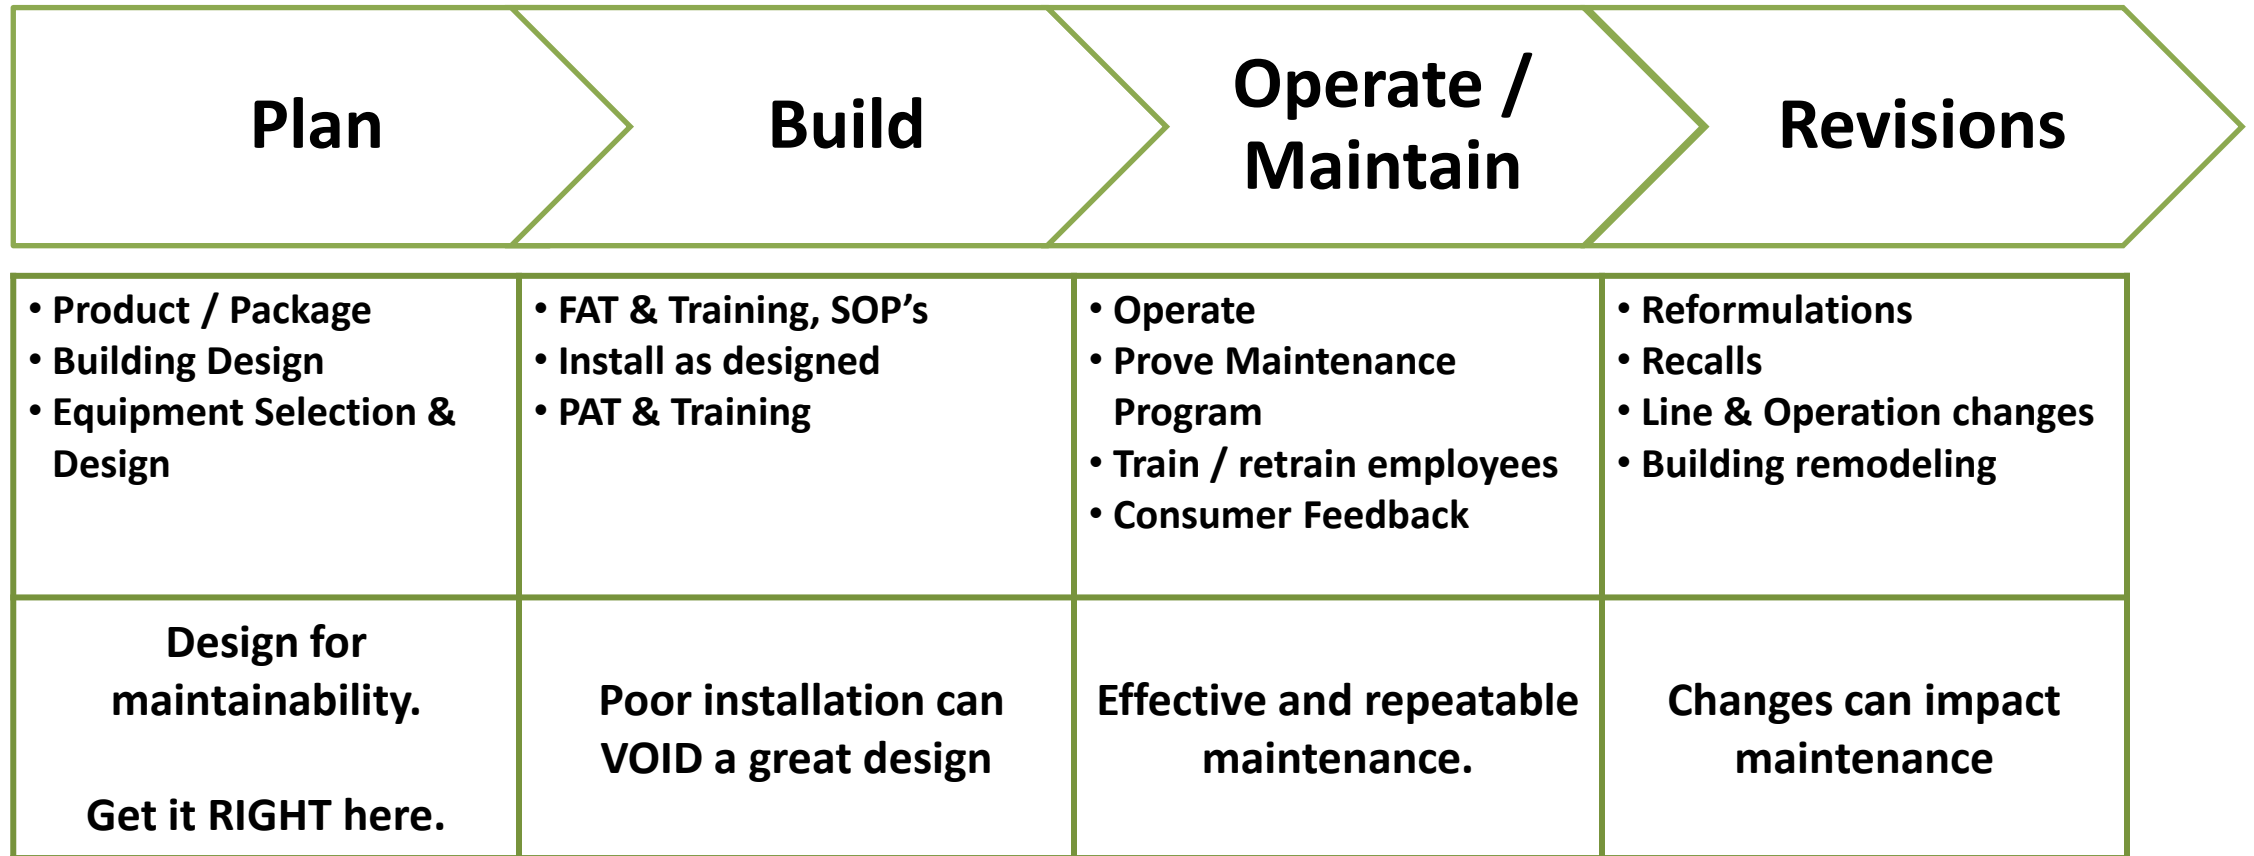 Plan
Build
Operate /
Maintain
Revisions
• Product / Package
• Building Design
• Equipment Selection &
Design
• FAT & Training, SOP’s
• Install as designed
• PAT & Training
• Operate
• Prove Maintenance
Program
• Train / retrain employees
• Consumer Feedback
• Reformulations
• Recalls
• Line & Operation changes
• Building remodeling
Design for
maintainability.
Get it RIGHT here.
Poor installation can
VOID a great design
Effective and repeatable
maintenance.
Changes can impact
maintenance